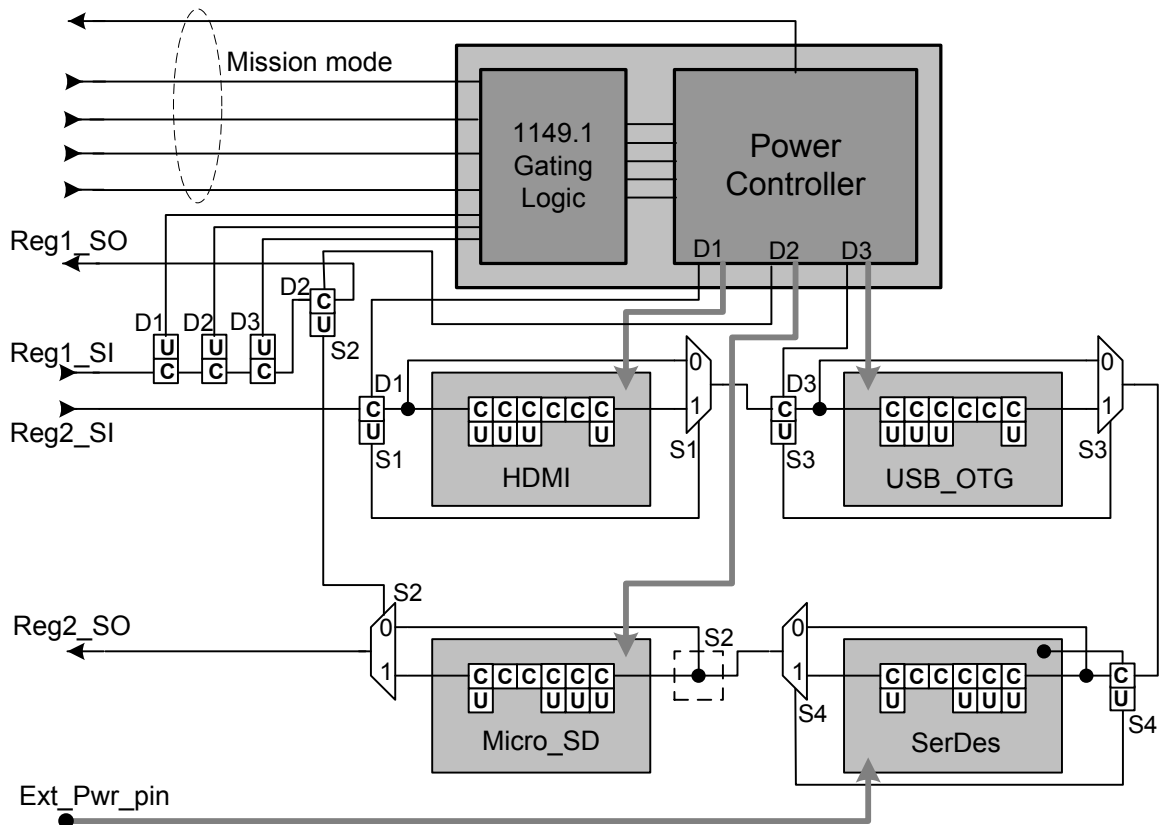 Mission mode
1149.1
Gating
Logic
Power
Controller
D1 D2 D3
Reg1_SO
D1 D2 D3 D2
C
U
S2
U U U
C C C
Reg1_SI
Reg2_SI
D1
C
U
S1
C C C C C C
U U U U
HDMI
0
1
S1
D3
C
U
S3
C C C C C C
U U U U
USB_OTG
0
1
S3
Reg2_SO
S2
0
1
C C C C C C
U U U U
Micro_SD
S2
0
1
S4
C C C C C C
U U U U
SerDes
C
U
S4
Ext_Pwr_pin